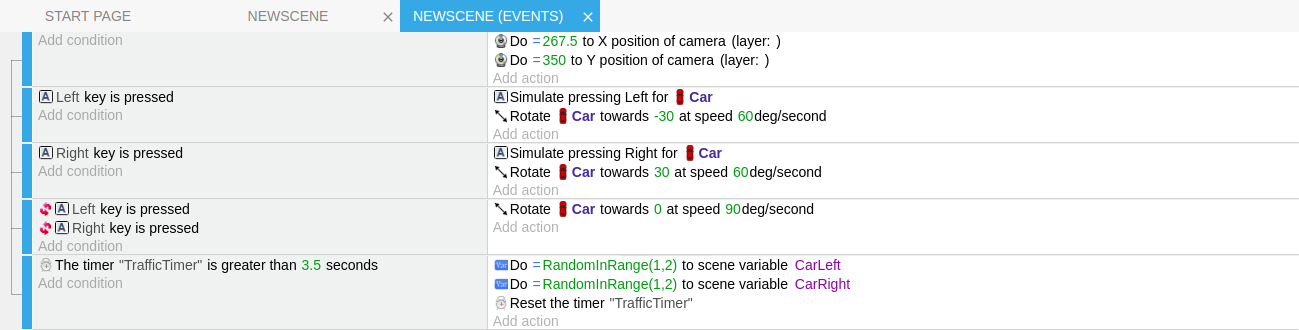 START PAGE NEWSCENE × NEWSCENE (EVENTS) ×
Add condition
Do =267.5 to X position of camera (layer: )
Do =350 to Y position of camera (layer: )
Add action
Left key is pressed
Add condition
Simulate pressing Left for Car
Rotate Car towards -30 at speed 60deg/second
Add action
Right key is pressed
Add condition
Simulate pressing Right for Car
Rotate Car towards 30 at speed 60deg/second
Add action
Left key is pressed
Right key is pressed
Add condition
Rotate Car towards 0 at speed 90deg/second
Add action
The timer "TrafficTimer" is greater than 3.5 seconds
Add condition
Do =RandomInRange(1,2) to scene variable CarLeft
Do =RandomInRange(1,2) to scene variable CarRight
Reset the timer "TrafficTimer"
Add action